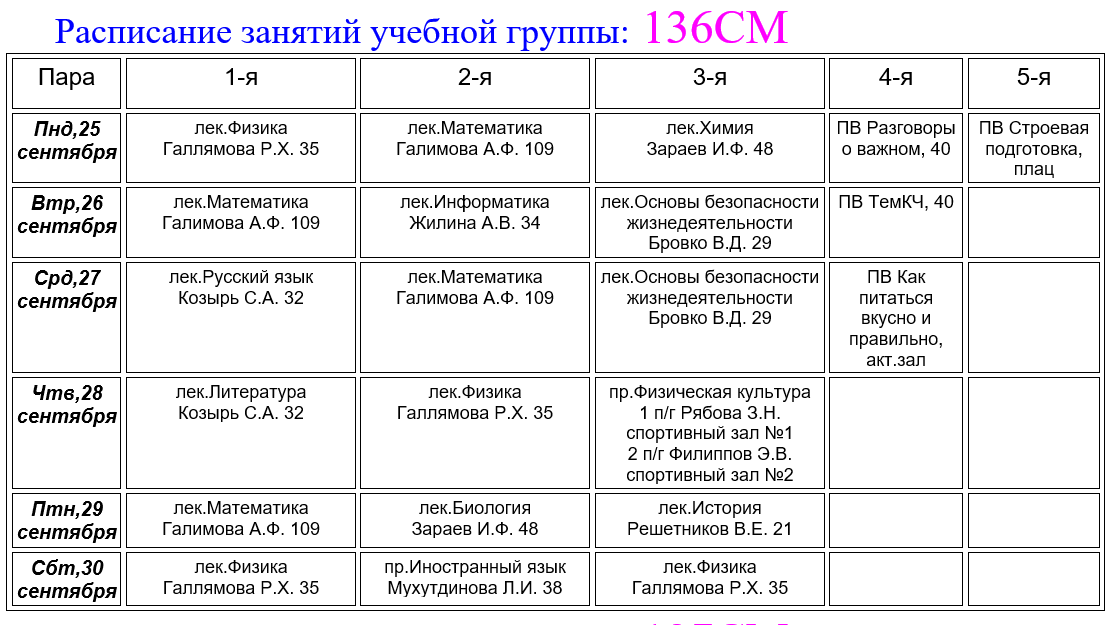 Расписание занятий учебной группы: 136СМ
Пара
1-я
2-я
3-я
4-я
5-я
Пнд,25
сентября
лек.Физика
Галлямова Р.Х. 35
лек.Математика
Галимова А.Ф. 109
лек.Химия
Зараев И.Ф. 48
ПВ Разговоры
о важном, 40
ПВ Строевая
подготовка,
плац
Втр,26
сентября
лек.Математика
Галимова А.Ф. 109
лек.Информатика
Жилина А.В. 34
лек.Основы безопасности
жизнедеятельности
Бровко В.Д. 29
ПВ ТемКЧ, 40
Срд,27
сентября
лек.Русский язык
Козырь С.А. 32
лек.Математика
Галимова А.Ф. 109
лек.Основы безопасности
жизнедеятельности
Бровко В.Д. 29
ПВ Как
питаться
вкусно и
правильно,
акт.зал
Чтв,28
сентября
лек.Литература
Козырь С.А. 32
лек.Физика
Галлямова Р.Х. 35
пр.Физическая культура
1 п/г Рябова З.Н.
спортивный зал №1
2 п/г Филиппов Э.В.
спортивный зал №2
Птн,29
сентября
лек.Математика
Галимова А.Ф. 109
лек.Биология
Зараев И.Ф. 48
лек.История
Решетников В.Е. 21
Сбт,30
сентября
лек.Физика
Галлямова Р.Х. 35
пр.Иностранный язык
Мухутдинова Л.И. 38
лек.Физика
Галлямова Р.Х. 35